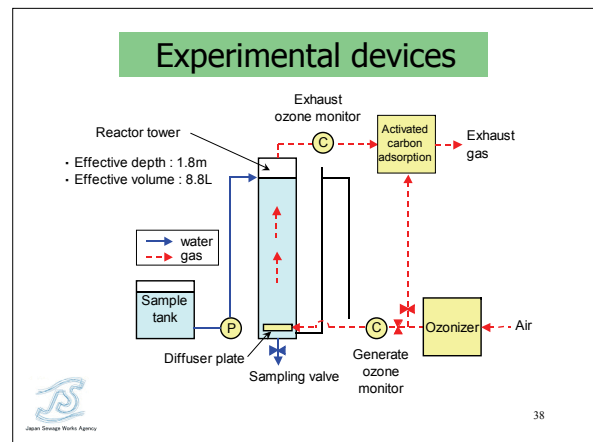 Experimental devices
Exhaust
ozone monitor
Reactor tower
・Effective depth : 1.8m
・Effective volume : 8.8L
C
Activated
carbon
adsorption
Exhaust
gas
water
gas
Sample
tank
P
C
Ozonizer
Air
Diffuser plate
Generate
ozone
monitor
Sampling valve
Japan Sewage Works Agency
38